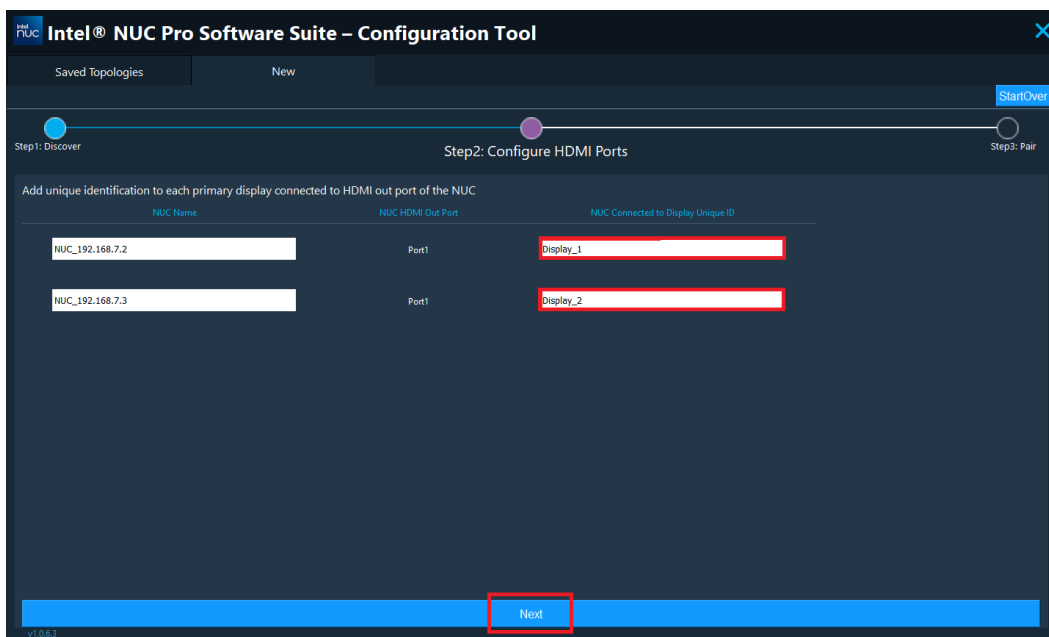 intel nuc Intel® NUC Pro Software Suite – Configuration Tool
Saved Topologies New
StartOver
Step1: Discover Step2: Configure HDMI Ports Step3: Pair
Add unique identification to each primary display connected to HDMI out port of the NUC
NUC Name NUC HDMI Out Port NUC Connected to Display Unique ID
NUC_192.168.7.2 Port1 Display_1
NUC_192.168.7.3 Port1 Display_2
Next
v1.0.6.3